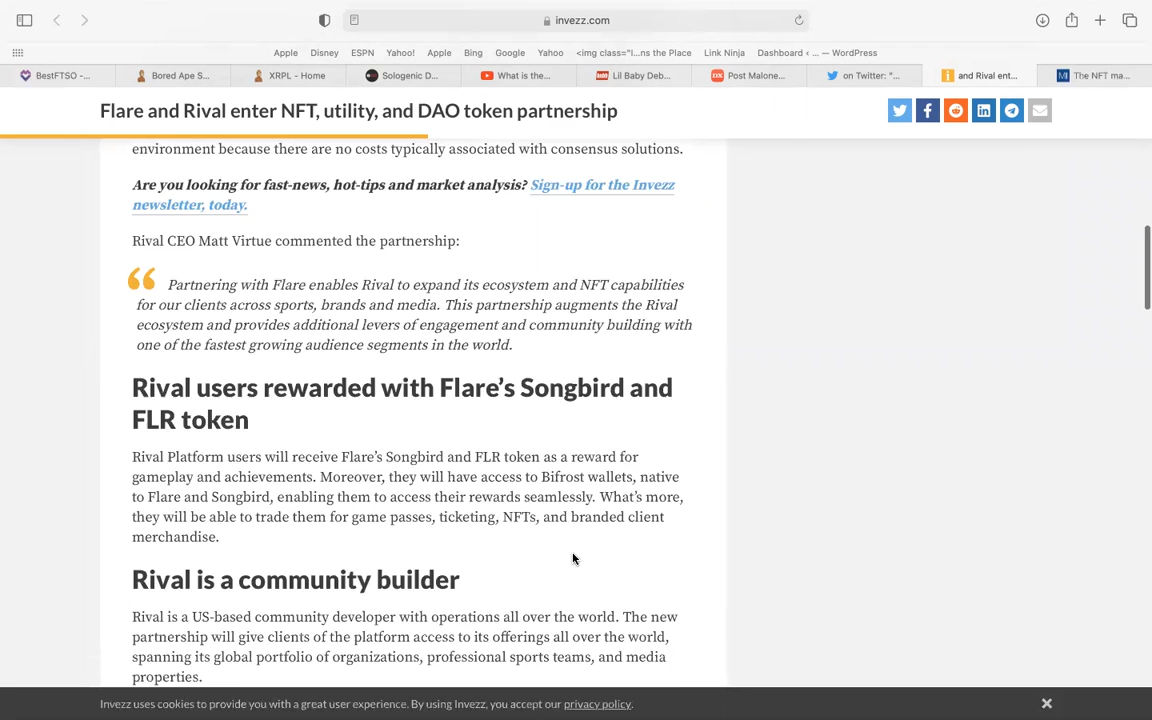 invezz.com
Apple Disney ESPN Yahoo! Apple Bing Google Yahoo <img class="l...ns the Place Link Ninja Dashboard ‹ ... — WordPress
BestFTSO -... Bored Ape S... XRPL - Home Sologenic D... What is the... Lil Baby Deb... Post Malone... on Twitter: "... and Rival ent... The NFT ma...
Flare and Rival enter NFT, utility, and DAO token partnership
environment because there are no costs typically associated with consensus solutions.
Are you looking for fast-news, hot-tips and market analysis? Sign-up for the Invezz
newsletter, today.
Rival CEO Matt Virtue commented the partnership:
“ Partnering with Flare enables Rival to expand its ecosystem and NFT capabilities
for our clients across sports, brands and media. This partnership augments the Rival
ecosystem and provides additional levers of engagement and community building with
one of the fastest growing audience segments in the world.
Rival users rewarded with Flare’s Songbird and
FLR token
Rival Platform users will receive Flare’s Songbird and FLR token as a reward for
gameplay and achievements. Moreover, they will have access to Bifrost wallets, native
to Flare and Songbird, enabling them to access their rewards seamlessly. What’s more,
they will be able to trade them for game passes, ticketing, NFTs, and branded client
merchandise.
Rival is a community builder
Rival is a US-based community developer with operations all over the world. The new
partnership will give clients of the platform access to its offerings all over the world,
spanning its global portfolio of organizations, professional sports teams, and media
properties.
Invezz uses cookies to provide you with a great user experience. By using Invezz, you accept our privacy policy.